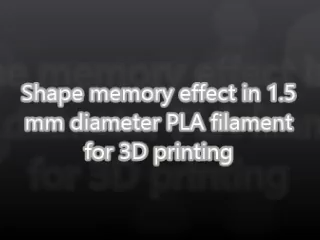 Shape memory effect in 1.5
mm diameter PLA filament
for 3D printing